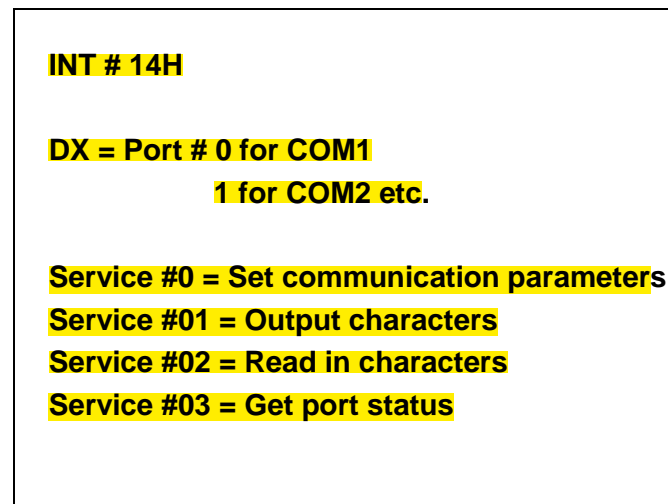 INT # 14H
DX = Port # 0 for COM1
1 for COM2 etc.
Service #0 = Set communication parameters
Service #01 = Output characters
Service #02 = Read in characters
Service #03 = Get port status